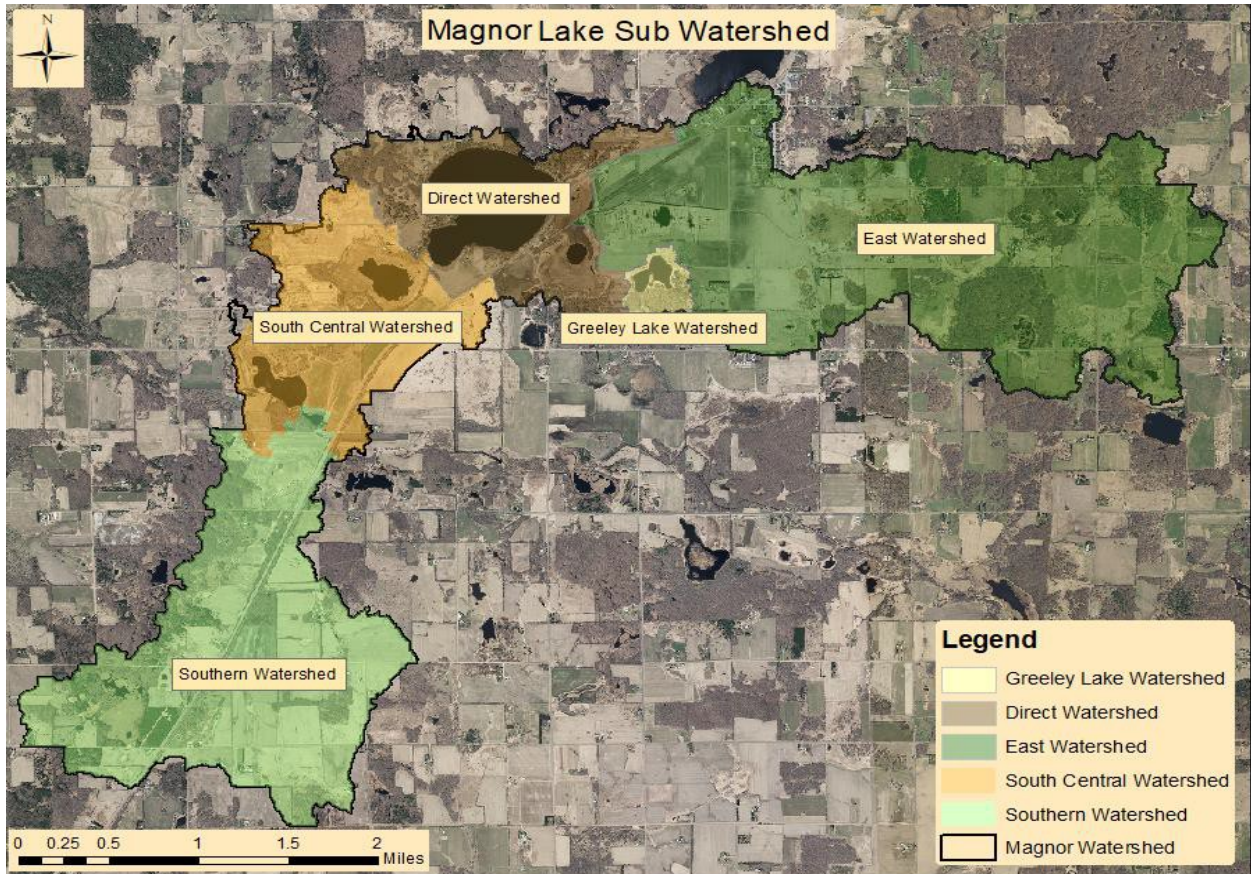 N
Magnor Lake Sub Watershed
Direct Watershed
East Watershed
South Central Watershed
Greeley Lake Watershed
Southern Watershed
Legend
Greeley Lake Watershed
Direct Watershed
East Watershed
South Central Watershed
Southern Watershed
Magnor Watershed
0 0.25 0.5 1 1.5 2
Miles